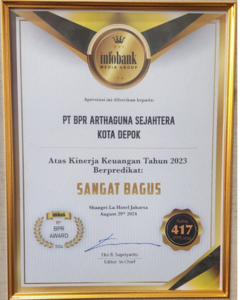 infobank
MEDIA GROUP
Apresiasi ini diberikan kepada:
PT BPR ARTHAGUNA SEJAHTERA
KOTA DEPOK
Atas Kinerja Keuangan Tahun 2023
Berpredikat:
SANGAT BAGUS
Shangri-La Hotel Jakarta
August 29th 2024
infobank
BPR
AWARD
2024
417
Eko B. Supriyanto
Editor In Chief